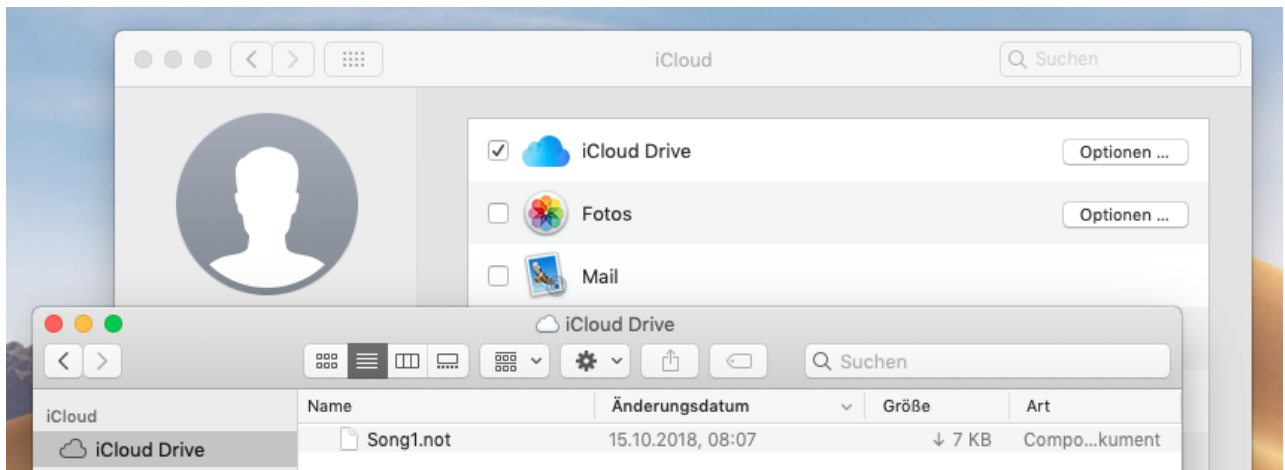 iCloud
Suchen
iCloud Drive
Optionen ...
Fotos
Optionen ...
Mail
iCloud Drive
Suchen
iCloud
iCloud Drive
Name Änderungsdatum Größe Art
Song1.not 15.10.2018, 08:07 ↓ 7 KB Compo...kument